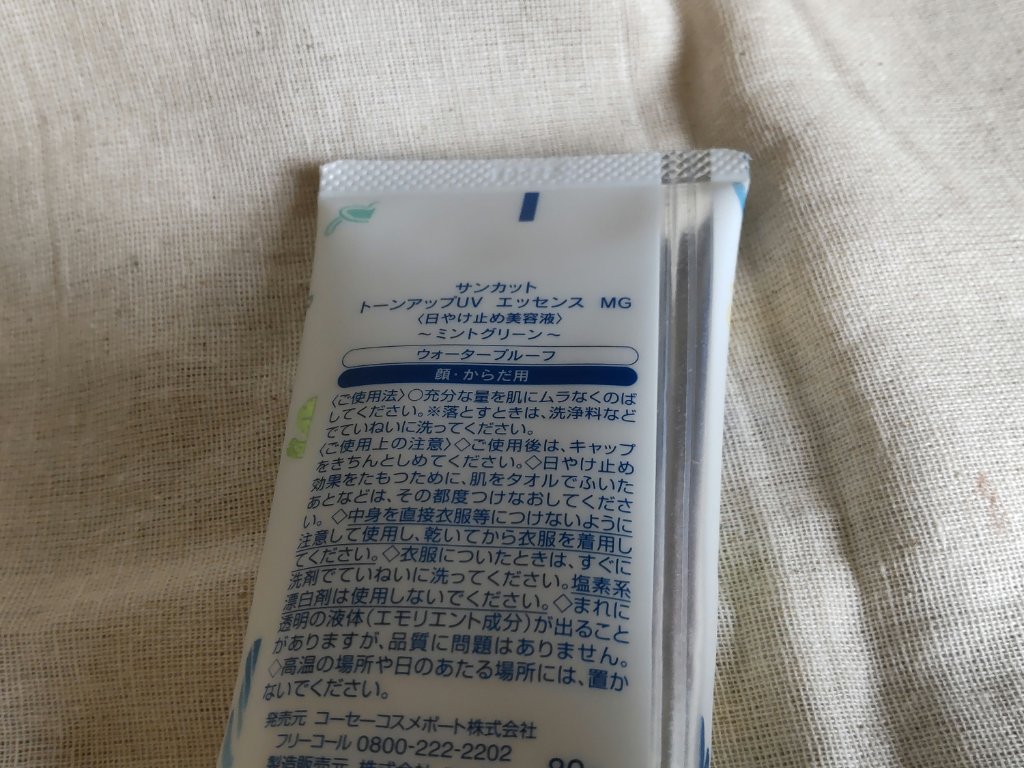 サンカット
トーンアップUV エッセンス MG
〈日やけ止め美容液〉
～ミントグリーン～
ウォータープルーフ
顔・からだ用
〈ご使用法〉○充分な量を肌にムラなくのば
してください。※落とすときは、洗浄料など
でていねいに洗ってください。
〈ご使用上の注意〉◇ご使用後は、キャップ
をきちんとしめてください。◇日やけ止め
効果をたもつために、肌をタオルでふいた
あとなどは、その都度つけなおしてくださ
い。◇中身を直接衣服等につけないように
注意して使用し、乾いてから衣服を着用し
てください。◇衣服についたときは、すぐに
洗剤でていねいに洗ってください。塩素系
漂白剤は使用しないでください。◇まれに
透明の液体(エモリエント成分)が出ること
がありますが、品質に問題はありません。
◇高温の場所や日のあたる場所には、置か
ないでください。
発売元 コーセーコスメポート株式会社
フリーコール 0800-222-2202
製造販売元 株式会社